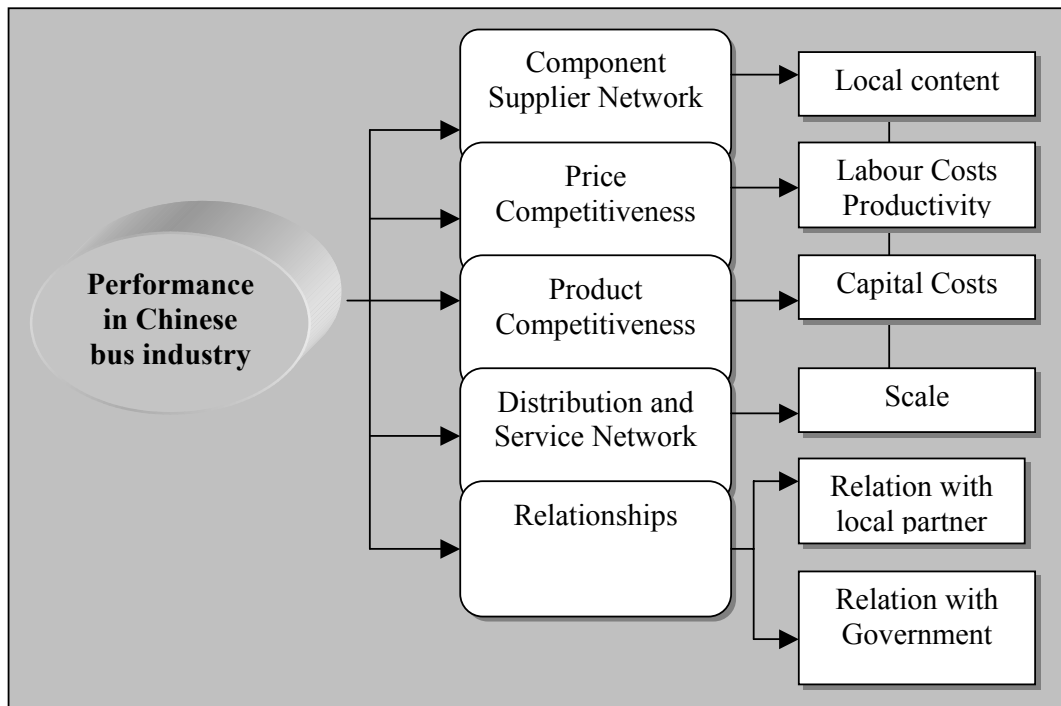 Performance
in Chinese
bus industry
Component
Supplier Network
Price
Competitiveness
Product
Competitiveness
Distribution and
Service Network
Relationships
Local content
Labour Costs
Productivity
Capital Costs
Scale
Relation with
local partner
Relation with
Government